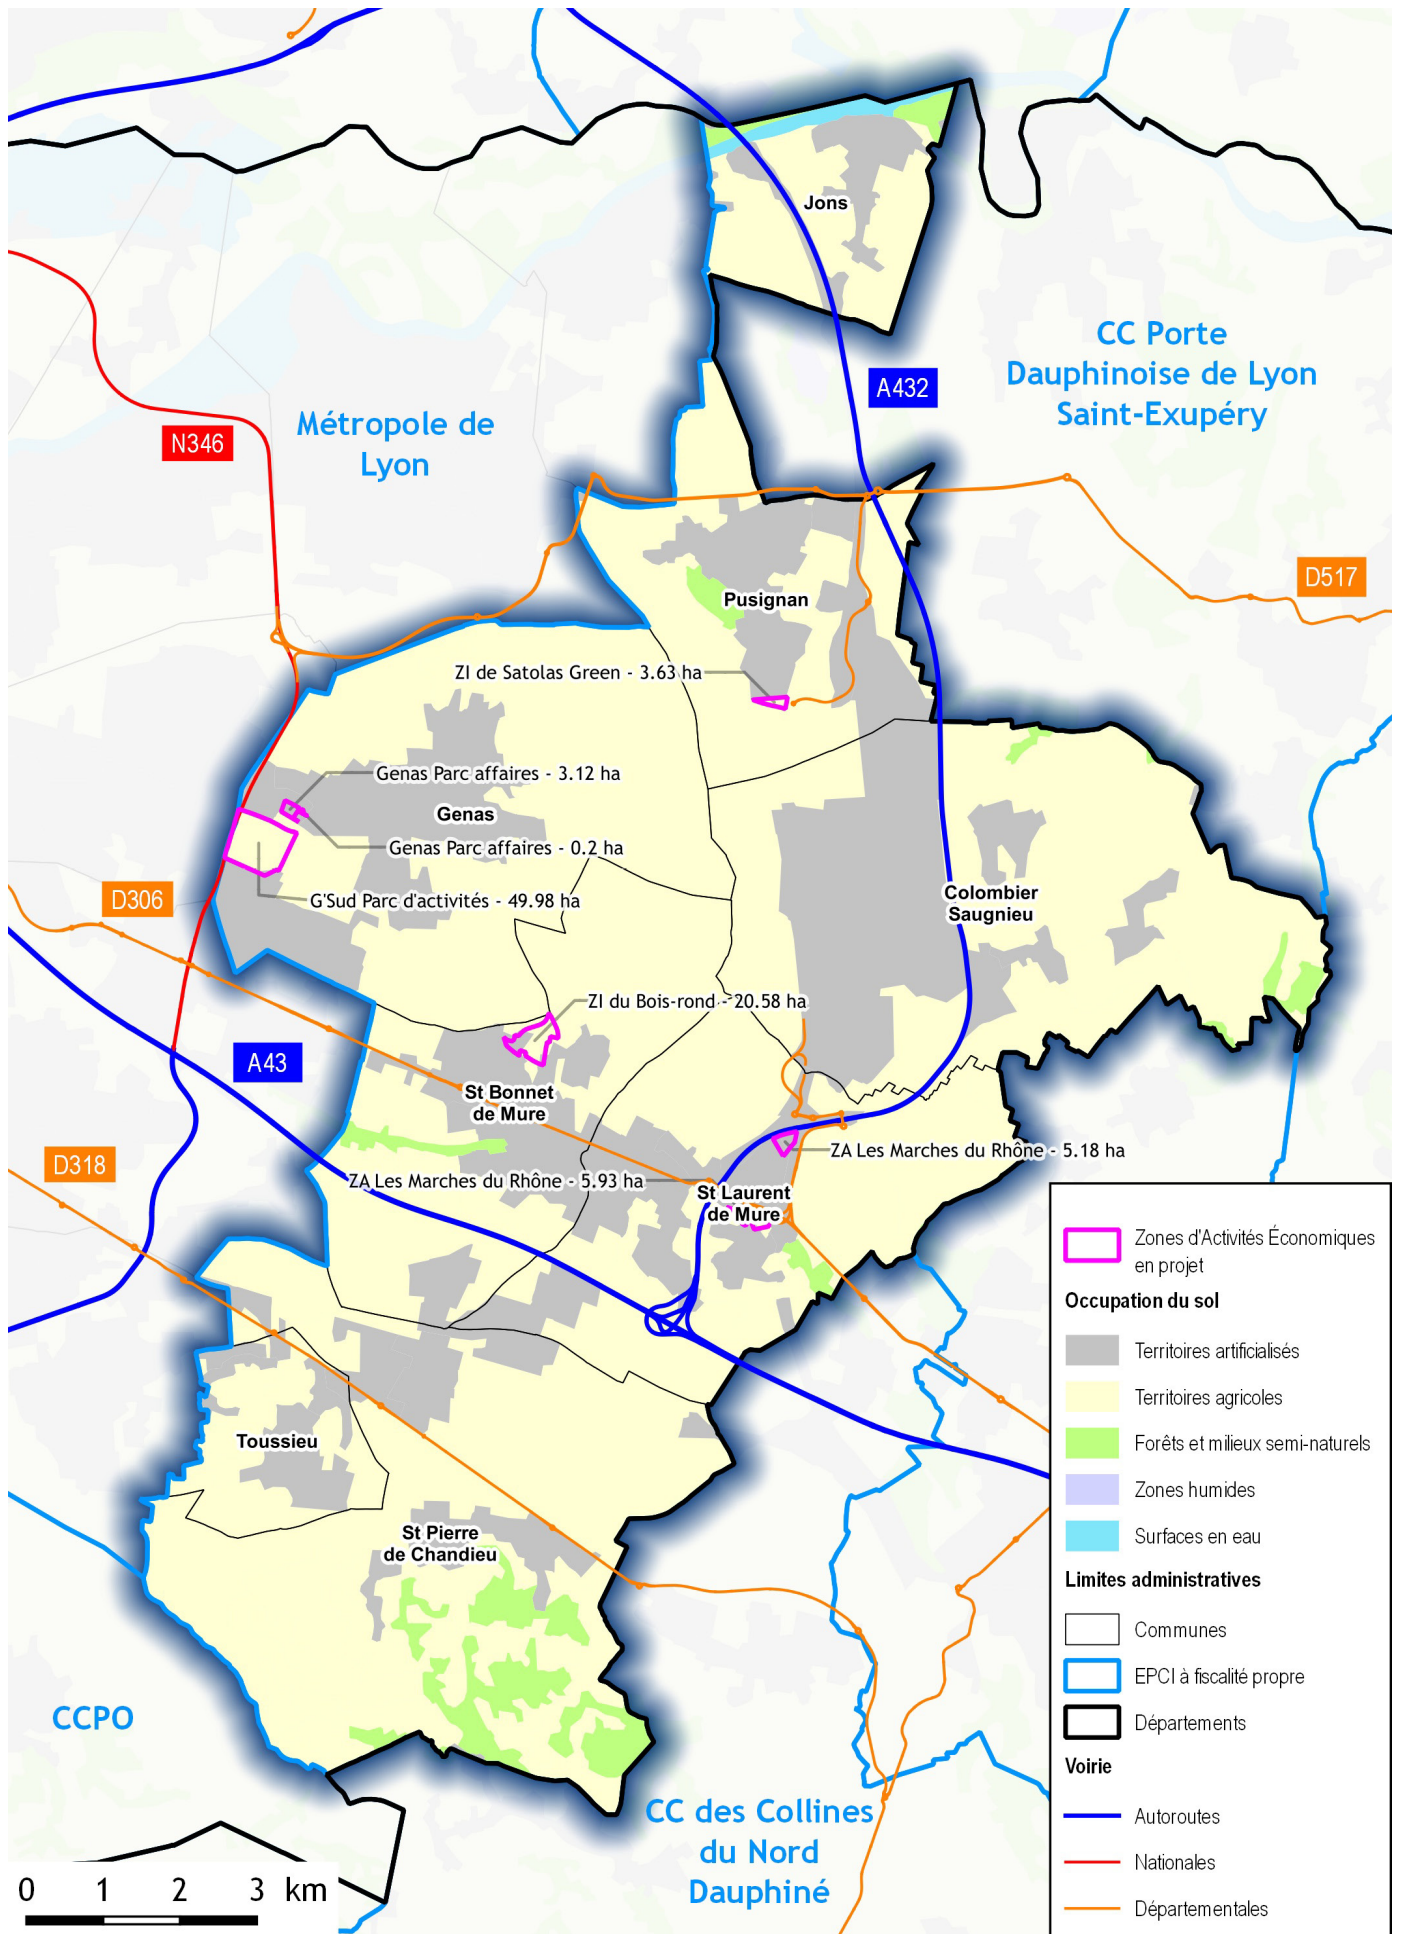 Jons
CC Porte
Dauphinoise de Lyon
Saint-Exupéry
A432
Métropole de
Lyon
N346
D517
Pusignan
ZI de Satolas Green - 3.63 ha
Genas Parc affaires - 3.12 ha
Genas
Genas Parc affaires - 0.2 ha
D306
G'Sud Parc d'activités - 49.98 ha
Colombier
Saugnieu
ZI du Bois-rond - 20.58 ha
A43
St Bonnet
de Mure
D318
ZA Les Marches du Rhône - 5.18 ha
ZA Les Marches du Rhône - 5.93 ha
St Laurent
de Mure
Toussieu
St Pierre
de Chandieu
CCPO
CC des Collines
du Nord
Dauphiné
0 1 2 3 km
Zones d'Activités Économiques
en projet
Occupation du sol
Territoires artificialisés
Territoires agricoles
Forêts et milieux semi-naturels
Zones humides
Surfaces en eau
Limites administratives
Communes
EPCI à fiscalité propre
Départements
Voirie
Autoroutes
Nationales
Départementales